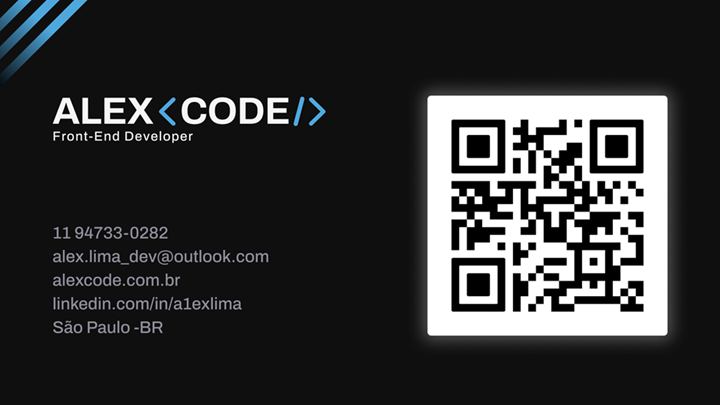 ALEX<CODE/>
Front-End Developer
11 94733-0282
alex.lima_dev@outlook.com
alexcode.com.br
linkedin.com/in/a1exlima
São Paulo -BR